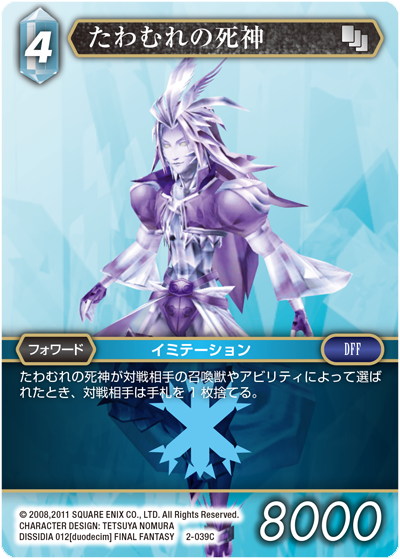 4
たわむれの死神
フォワード
イミテーション
DFF
たわむれの死神が対戦相手の召喚獣やアビリティによって選ば
れたとき、対戦相手は手札を1枚捨てる。
© 2008,2011 SQUARE ENIX CO., LTD. All Rights Reserved.
CHARACTER DESIGN: TETSUYA NOMURA
DISSIDIA 012[duodecim] FINAL FANTASY
2-039C
8000